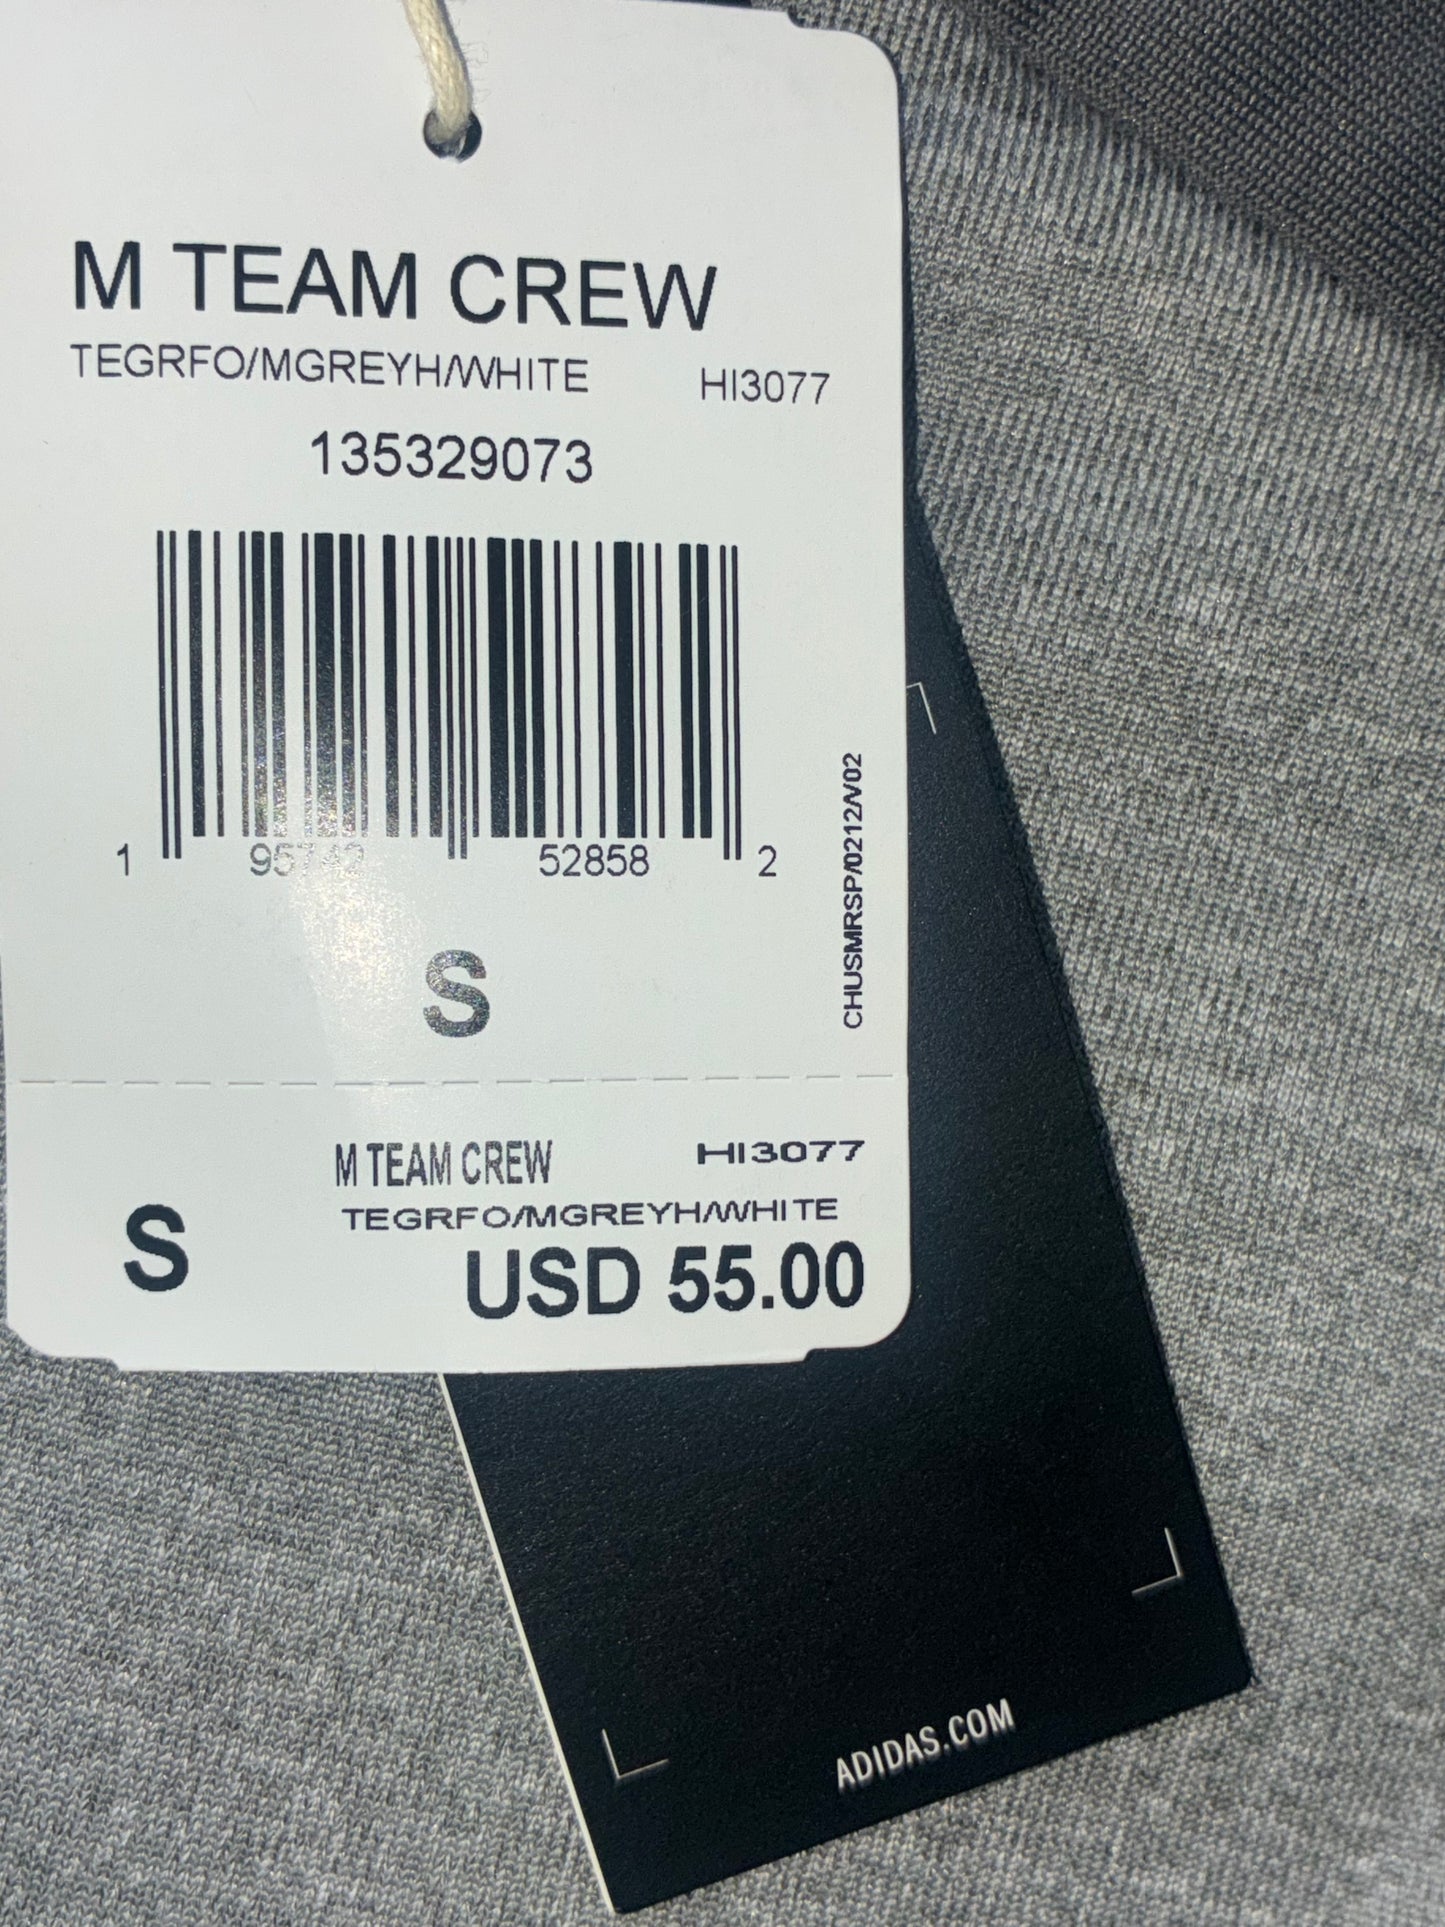 M TEAM CREW
TEGRFO/MGREYH/WHITE HI3077
135329073
1 95742 52858 2
CHUSMRSP/0212/V02
S
M TEAM CREW HI3077
TEGRFO/MGREYH/WHITE
S USD 55.00
ADIDAS.COM